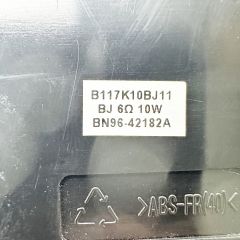 B117K10BJ11
BJ 6Ω 10W
BN96-42182A
>ABS-FR(40)<